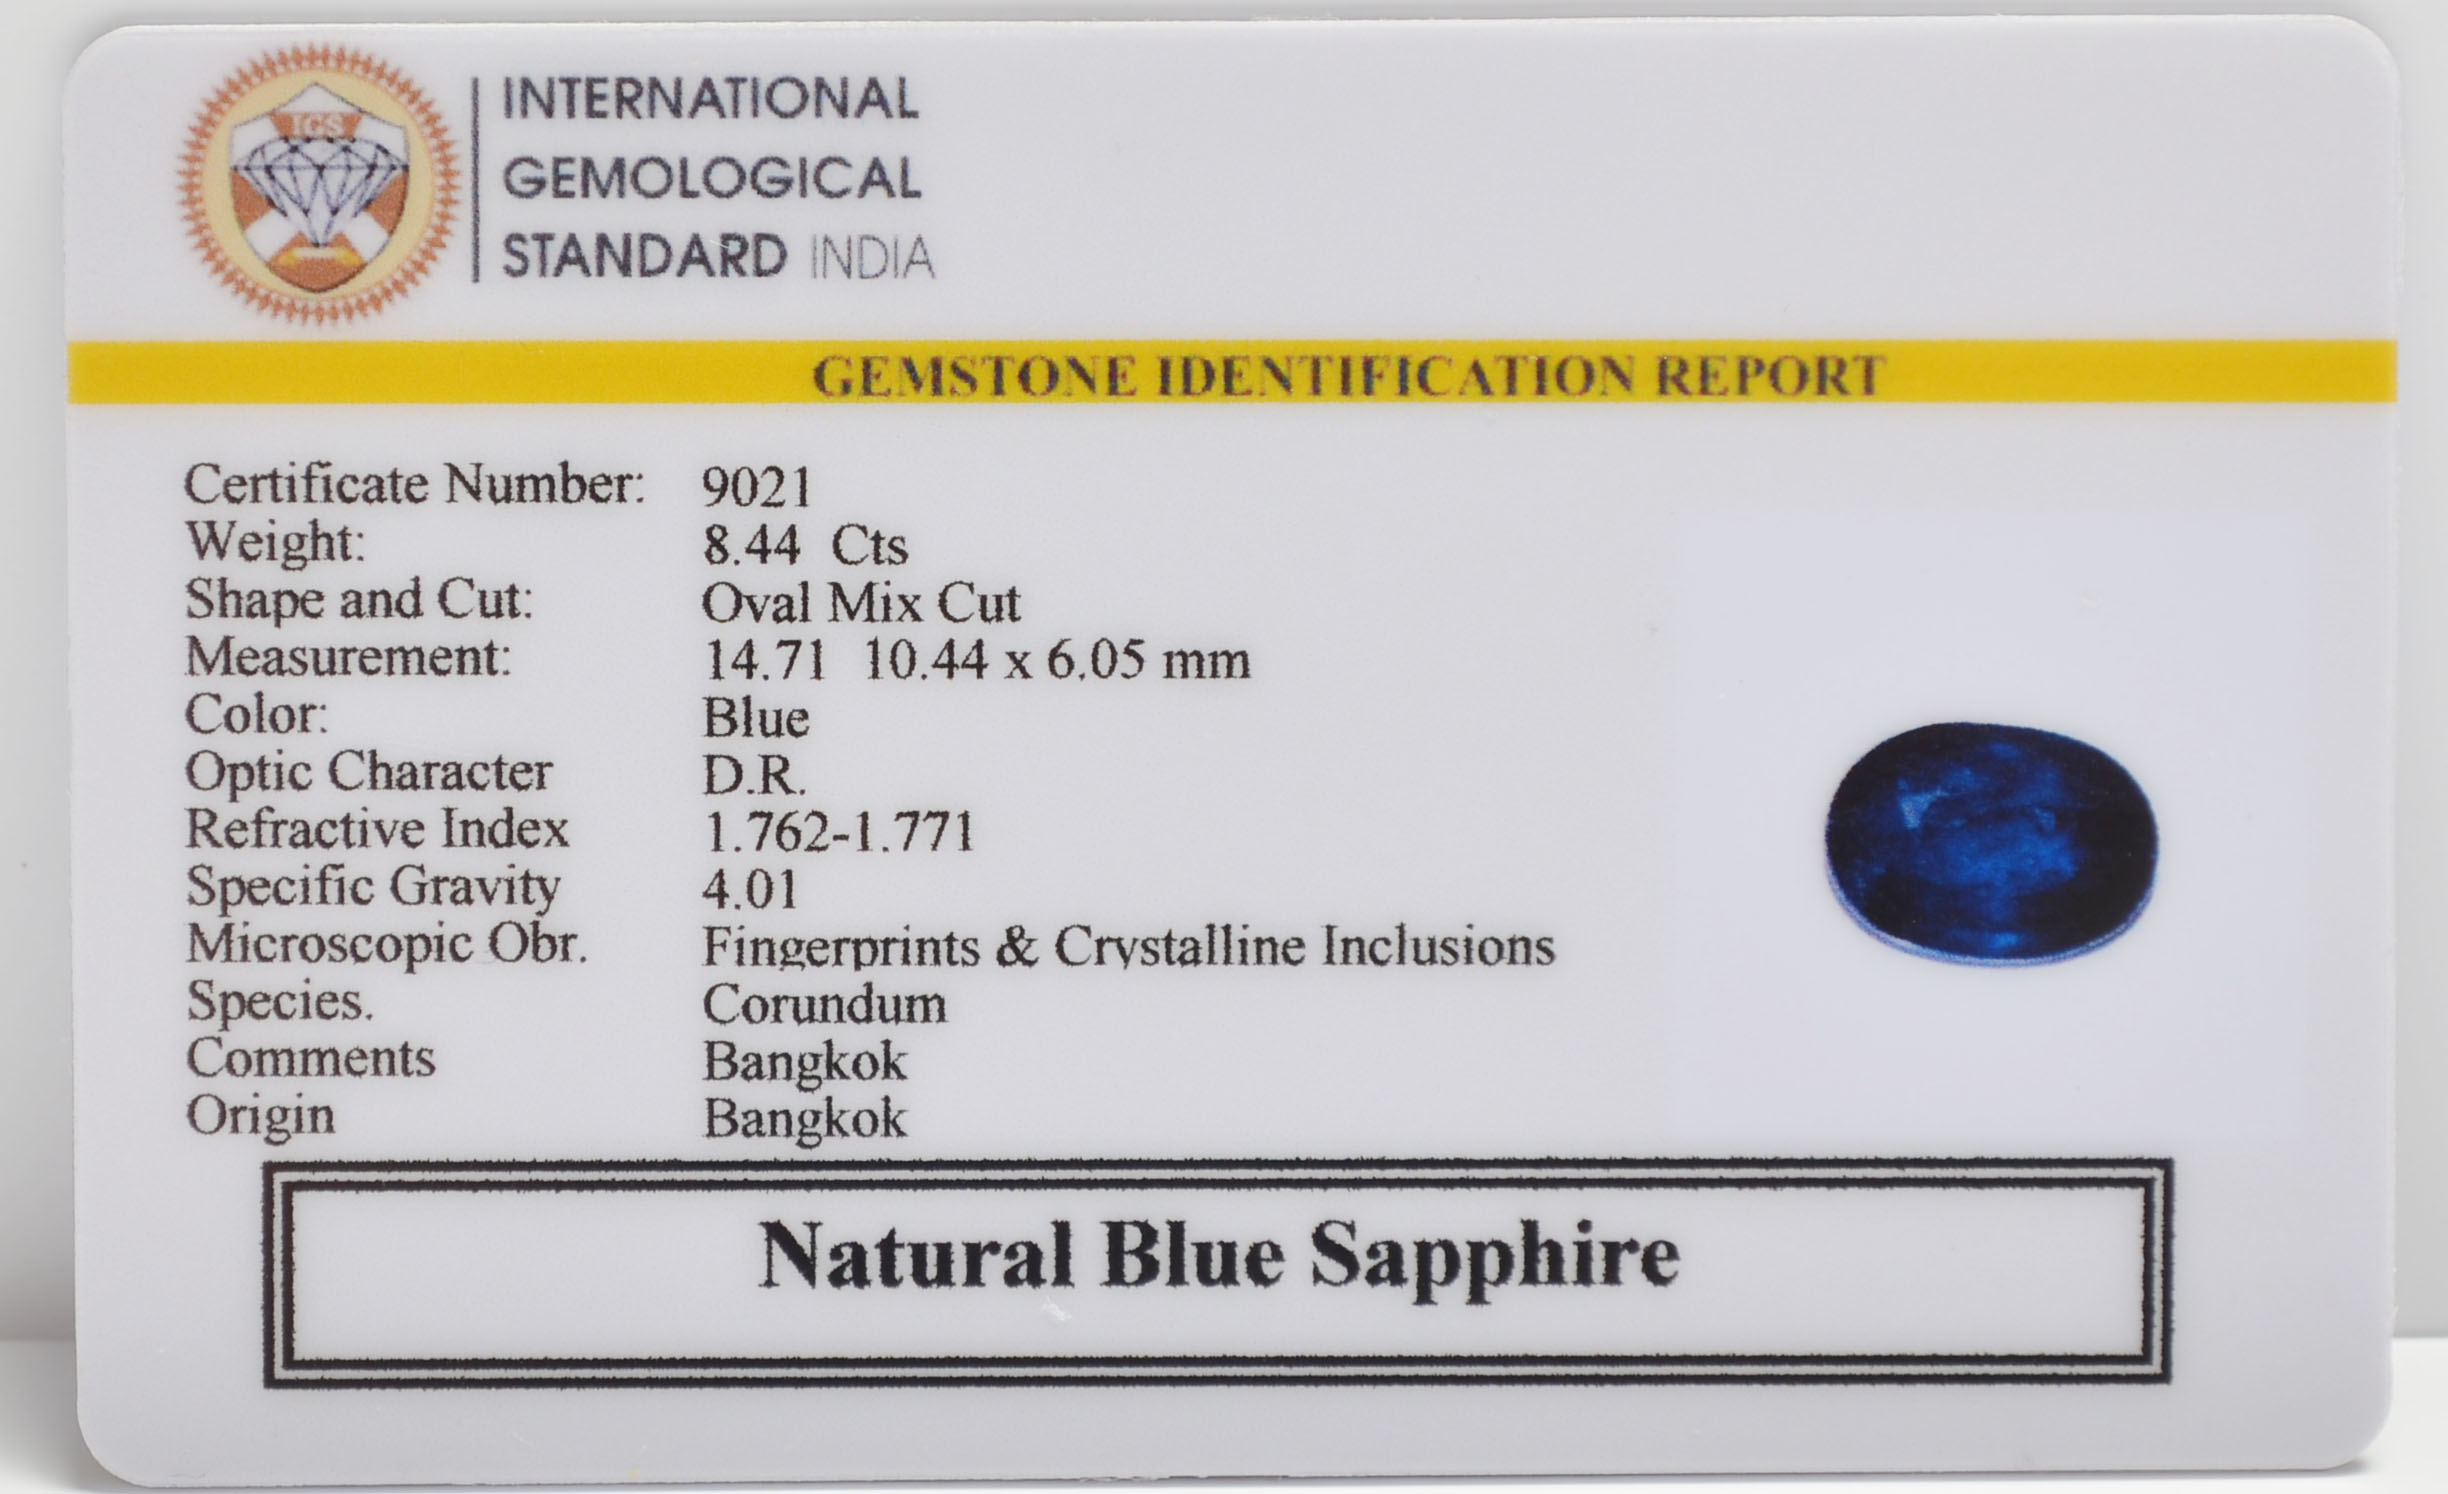 IGS
INTERNATIONAL
GEMOLOGICAL
STANDARD INDIA
GEMSTONE IDENTIFICATION REPORT
Certificate Number: 9021
Weight: 8.44 Cts
Shape and Cut: Oval Mix Cut
Measurement: 14.71 10.44 x 6.05 mm
Color: Blue
Optic Character D.R.
Refractive Index 1.762-1.771
Specific Gravity 4.01
Microscopic Obr. Fingerprints & Crystalline Inclusions
Species. Corundum
Comments Bangkok
Origin Bangkok
Natural Blue Sapphire